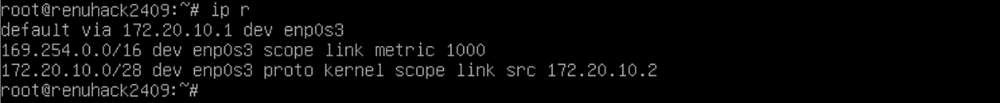 root@renuhack2409:~# ip r
default via 172.20.10.1 dev enp0s3
169.254.0.0/16 dev enp0s3 scope link metric 1000
172.20.10.0/28 dev enp0s3 proto kernel scope link src 172.20.10.2
root@renuhack2409:~#